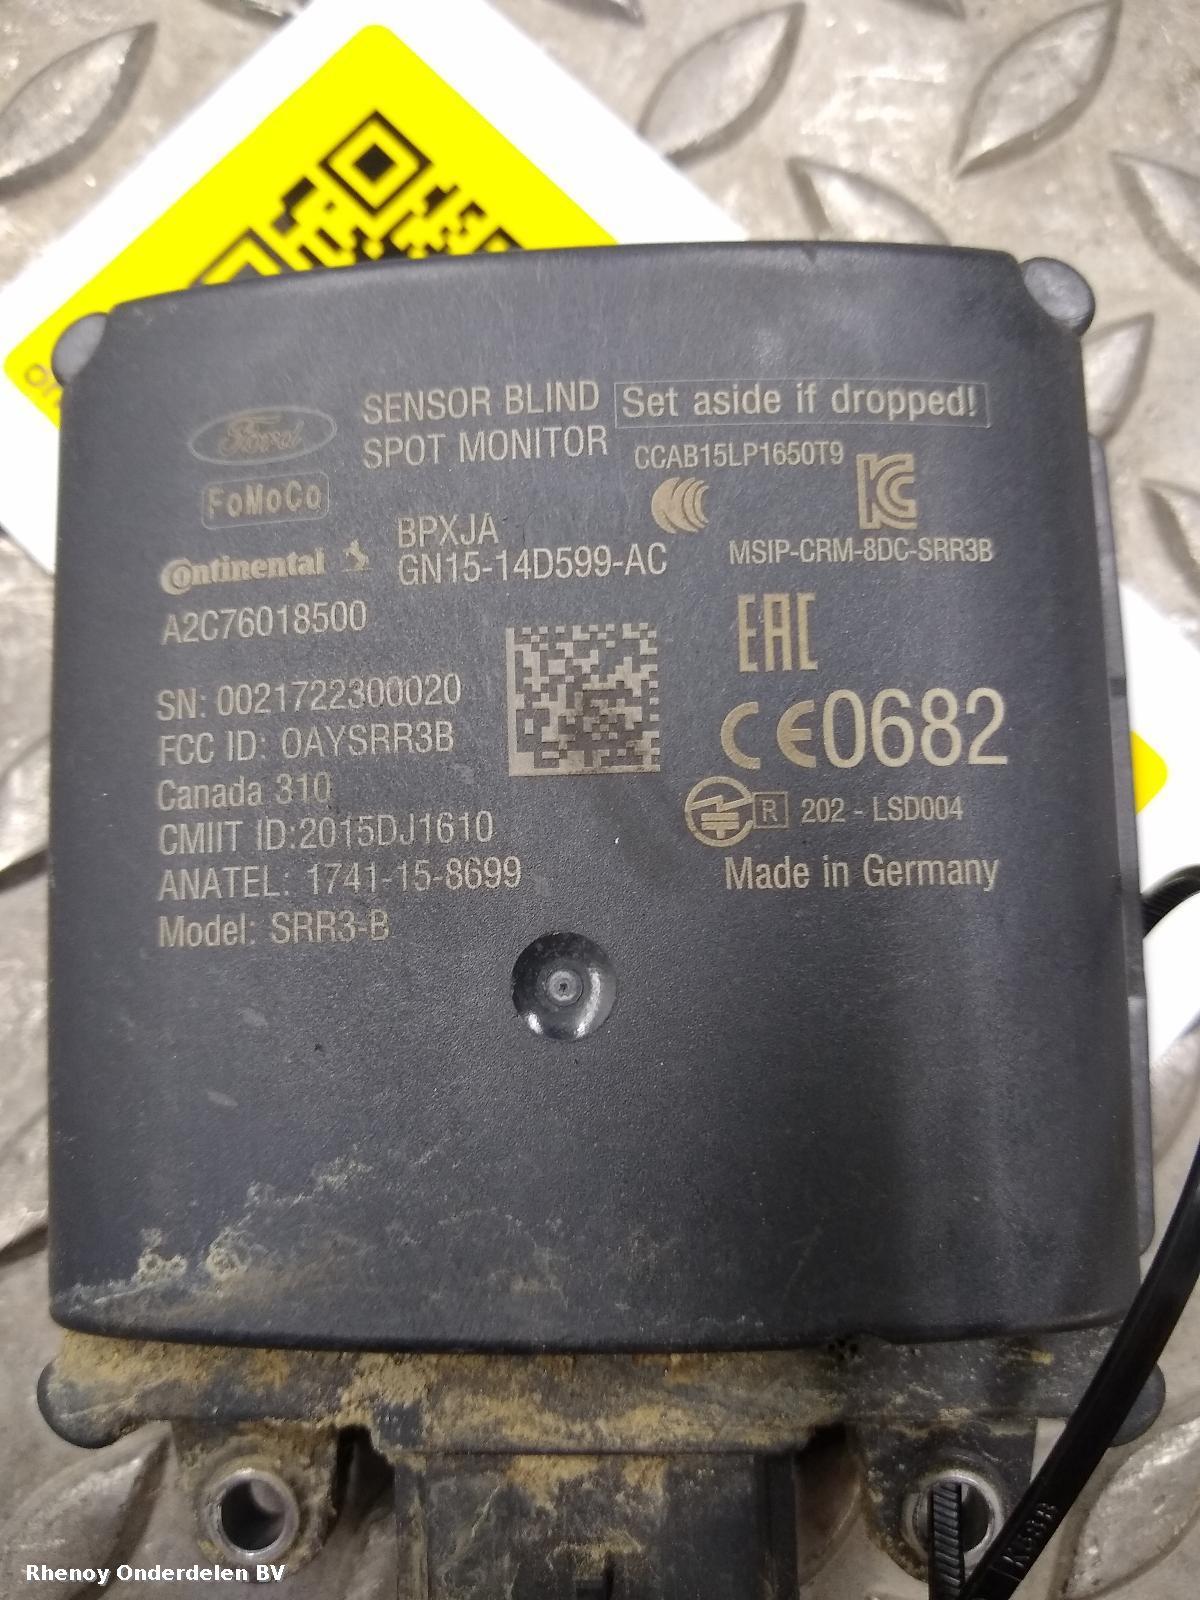 SENSOR BLIND
SPOT MONITOR
Set aside if dropped!
Ford
FoMoCo
CCAB15LP1650T9
BPXJA
GN15-14D599-AC
MSIP-CRM-8DC-SRR3B
Continental
A2C76018500
EAC
SN: 0021722300020
FCC ID: OAYSRR3B
Canada 310
CMIIT ID:2015DJ1610
ANATEL: 1741-15-8699
Model: SRR3-B
CE0682
R 202 - LSD004
Made in Germany
K888
Rhenoy Onderdelen BV